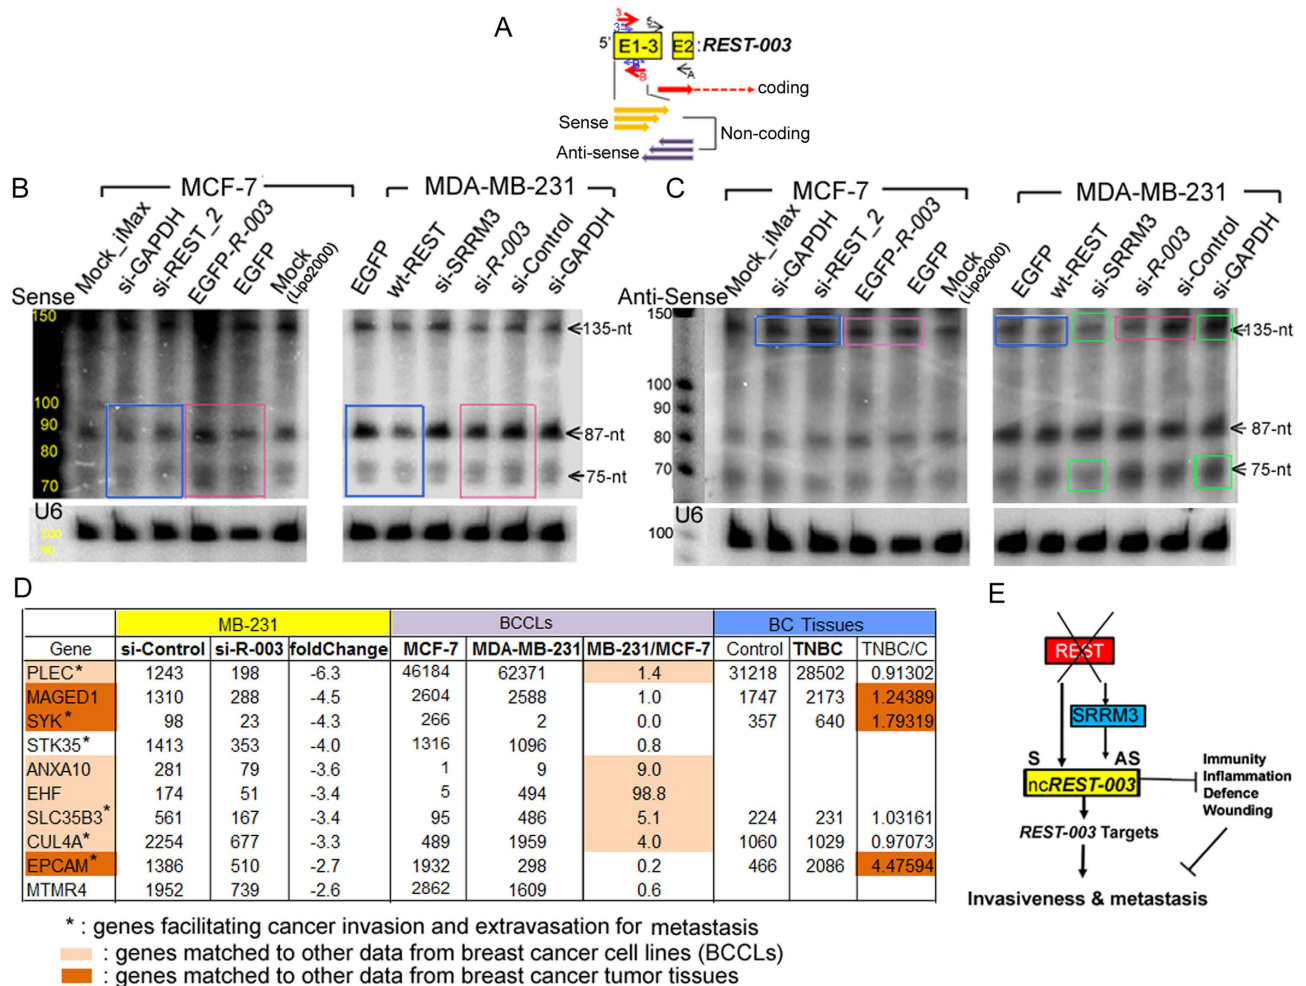 A
3
3*
5
5' E1-3 E2 :REST-003
B
A
coding
Sense
Non-coding
Anti-sense
B
MCF-7
MDA-MB-231
Mock_iMax
si-GAPDH
si-REST_2
EGFP-R-003
EGFP
Mock
(Lipo2000)
EGFP
wt-REST
si-SRRM3
si-R-003
si-Control
si-GAPDH
Sense
150
100
90
80
70
135-nt
87-nt
75-nt
U6
100
90
C
MCF-7
MDA-MB-231
Mock_iMax
si-GAPDH
si-REST_2
EGFP-R-003
EGFP
Mock
(Lipo2000)
EGFP
wt-REST
si-SRRM3
si-R-003
si-Control
si-GAPDH
Anti-Sense
150
100
90
80
70
135-nt
87-nt
75-nt
U6
100
D
MB-231 BCCLs BC Tissues
Gene si-Control si-R-003 foldChange MCF-7 MDA-MB-231 MB-231/MCF-7 Control TNBC TNBC/C
PLEC* 1243 198 -6.3 46184 62371 1.4 31218 28502 0.91302
MAGED1 1310 288 -4.5 2604 2588 1.0 1747 2173 1.24389
SYK* 98 23 -4.3 266 2 0.0 357 640 1.79319
STK35* 1413 353 -4.0 1316 1096 0.8
ANXA10 281 79 -3.6 1 9 9.0
EHF 174 51 -3.4 5 494 98.8
SLC35B3* 561 167 -3.4 95 486 5.1 224 231 1.03161
CUL4A* 2254 677 -3.3 489 1959 4.0 1060 1029 0.97073
EPCAM* 1386 510 -2.7 1932 298 0.2 466 2086 4.47594
MTMR4 1952 739 -2.6 2862 1609 0.6
* : genes facilitating cancer invasion and extravasation for metastasis
: genes matched to other data from breast cancer cell lines (BCCLs)
: genes matched to other data from breast cancer tumor tissues
E
REST
SRRM3
S AS
ncREST-003
Immunity
Inflammation
Defence
Wounding
REST-003 Targets
Invasiveness & metastasis